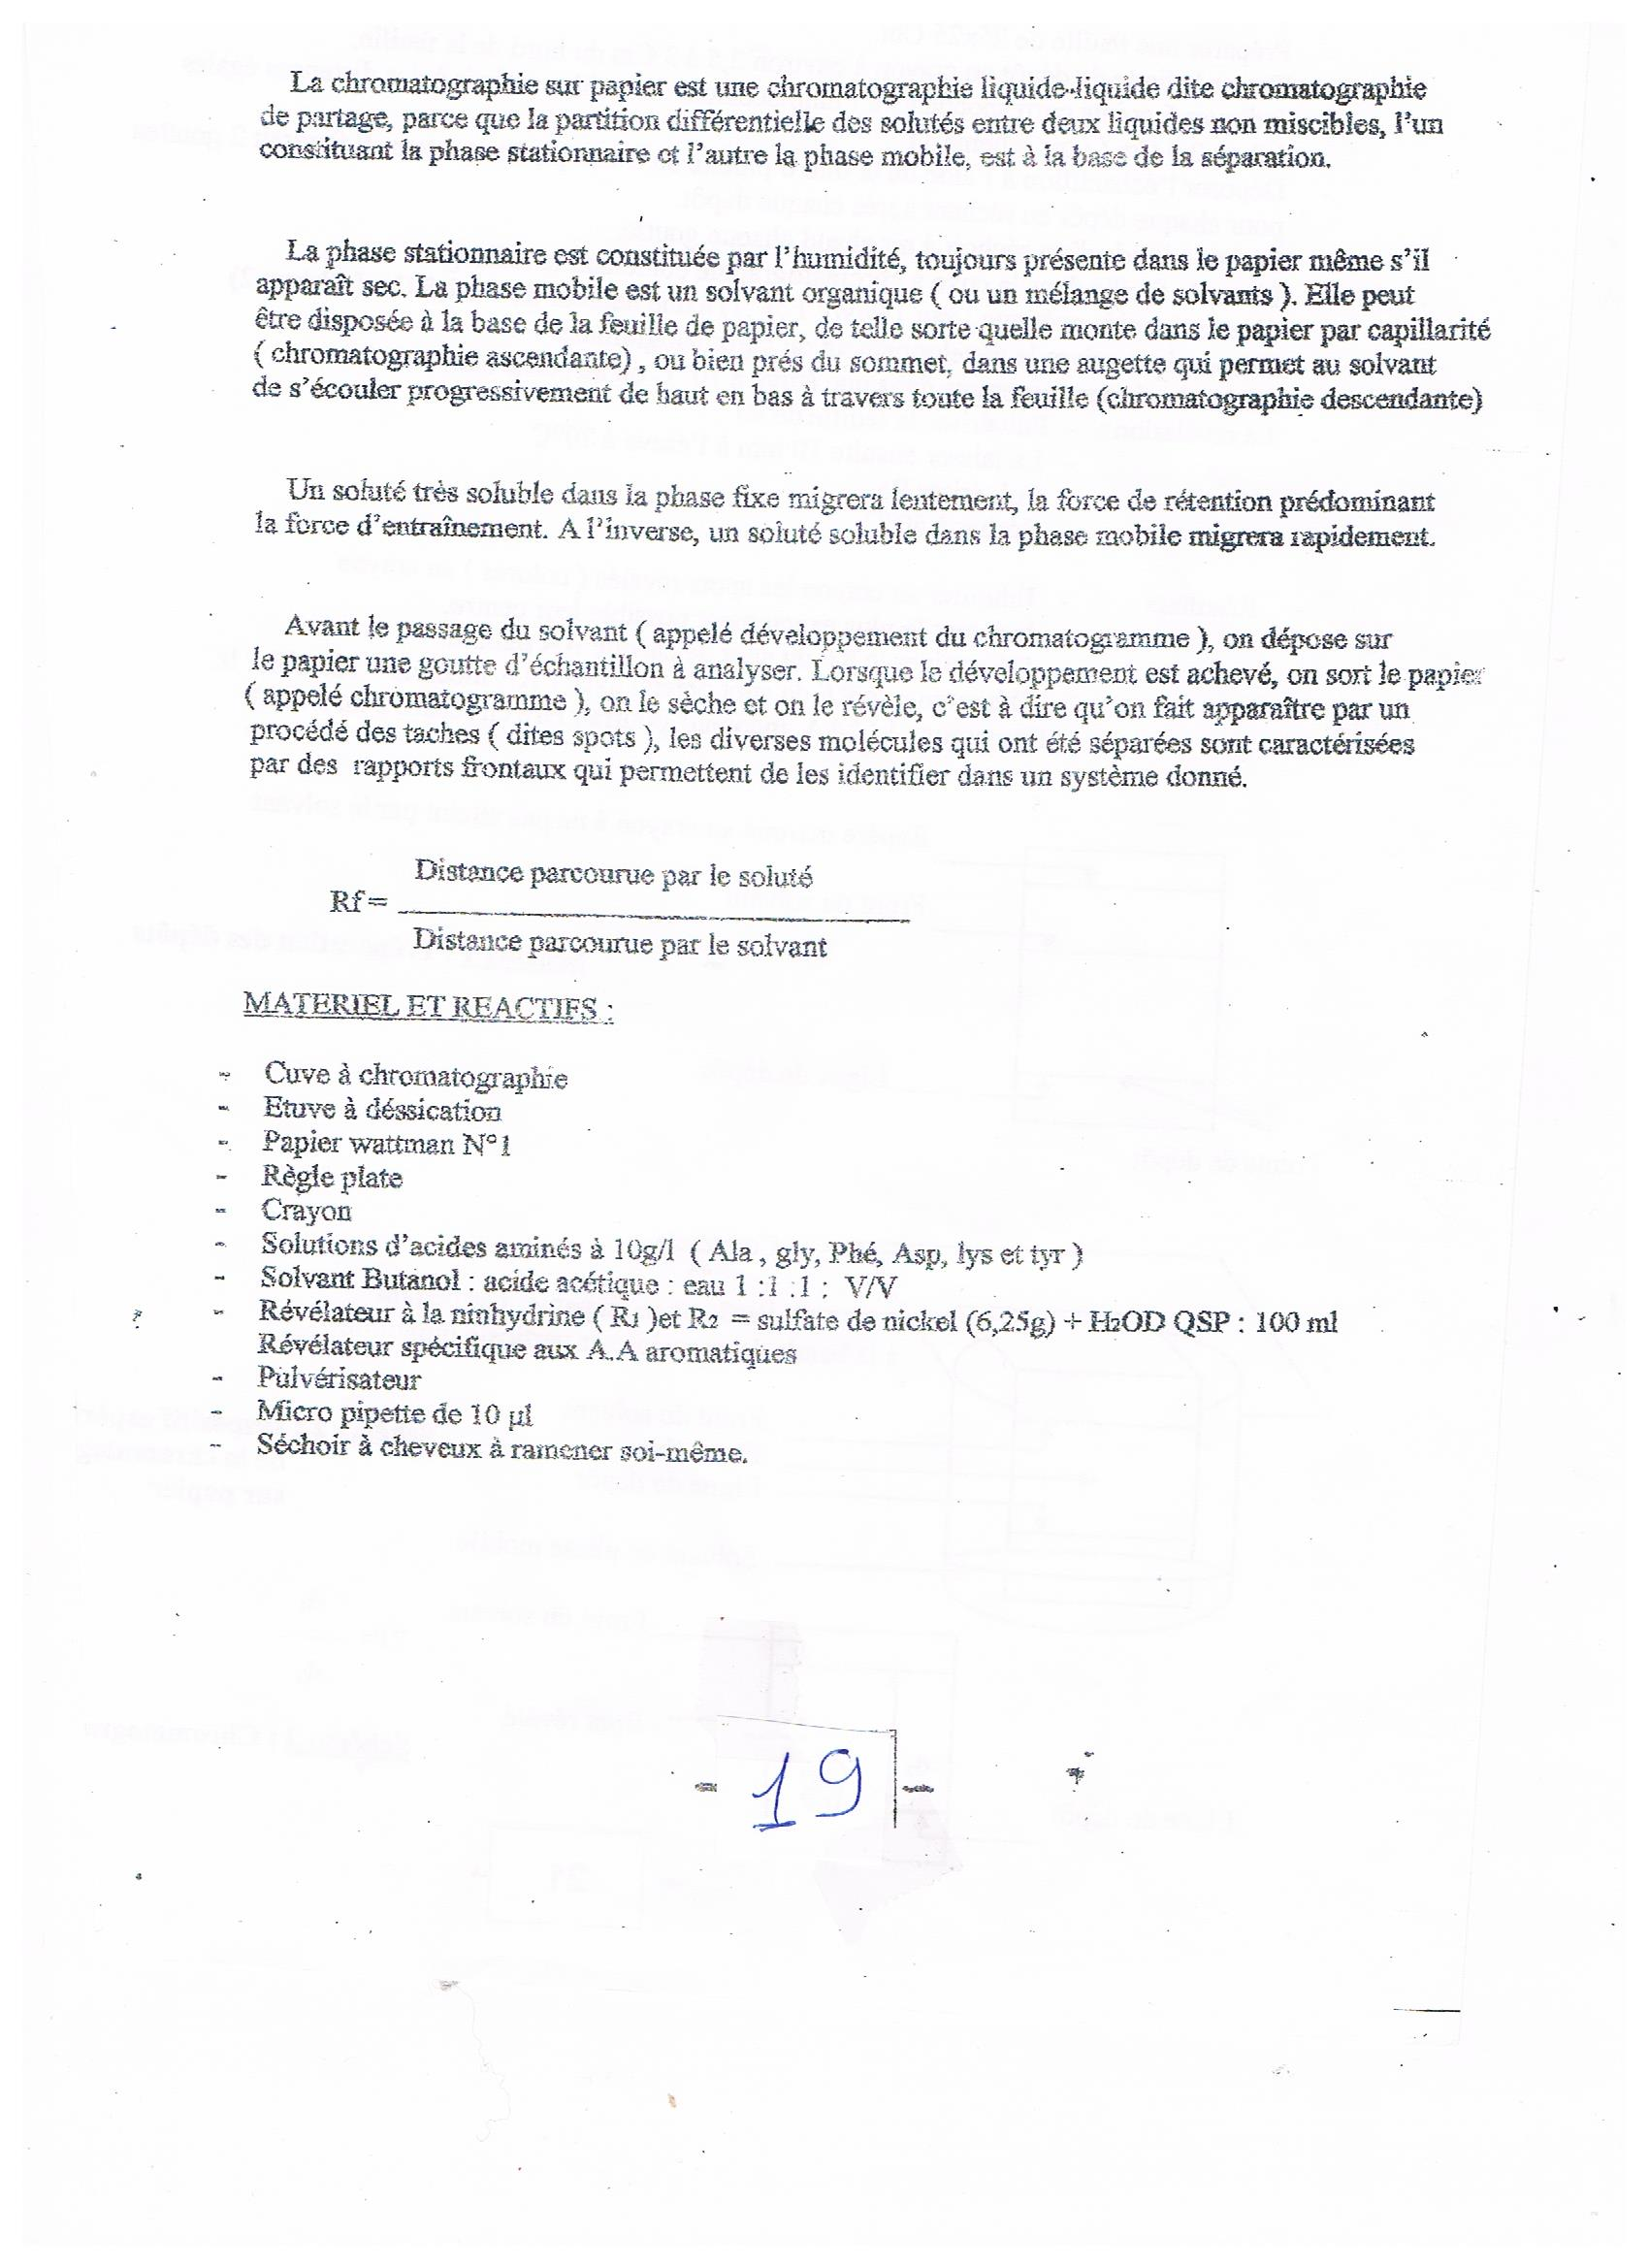 La chromatographie sur papier est une chromatographie liquide-liquide dite chromatographie
de partage, parce que la partition différentielle des solutés entre deux liquides non miscibles, l'un
constituant la phase stationnaire et l'autre la phase mobile, est à la base de la séparation.
La phase stationnaire est constituée par l'humidité, toujours présente dans le papier même s'il
apparaît sec. La phase mobile est un solvant organique ( ou un mélange de solvants ). Elle peut
être disposée à la base de la feuille de papier, de telle sorte quelle monte dans le papier par capillarité
( chromatographie ascendante) , ou bien prés du sommet, dans une augette qui permet au solvant
de s'écouler progressivement de haut en bas à travers toute la feuille (chromatographie descendante)
Un soluté très soluble dans la phase fixe migrera lentement, la force de rétention prédominant
la force d'entraînement. A l'inverse, un soluté soluble dans la phase mobile migrera rapidement.
Avant le passage du solvant ( appelé développement du chromatogramme ), on dépose sur
le papier une goutte d'échantillon à analyser. Lorsque le développement est achevé, on sort le papier
( appelé chromatogramme ), on le sèche et on le révèle, c'est à dire qu'on fait apparaître par un
procédé des taches ( dites spots ), les diverses molécules qui ont été séparées sont caractérisées
par des rapports frontaux qui permettent de les identifier dans un système donné.
Distance parcourue par le soluté
Rf =
Distance parcourue par le solvant
MATERIEL ET REACTIFS :
- Cuve à chromatographie
- Etuve à déssication
- Papier wattman N°1
- Règle plate
- Crayon
- Solutions d'acides aminés à 10g/l ( Ala , gly, Phé, Asp, lys et tyr )
- Solvant Butanol : acide acétique : eau 1 :1 :1 : V/V
- Révélateur à la ninhydrine ( R1 )et R2 = sulfate de nickel (6,25g) + H2OD QSP : 100 ml
Révélateur spécifique aux A.A aromatiques
- Pulvérisateur
- Micro pipette de 10 µl
- Séchoir à cheveux à ramener soi-même.
- 19 -